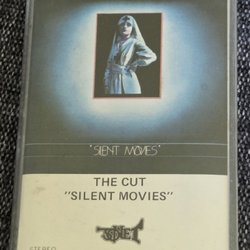 "SILENT MOVIES"
THE CUT
"SILENT MOVIES"
STEREO